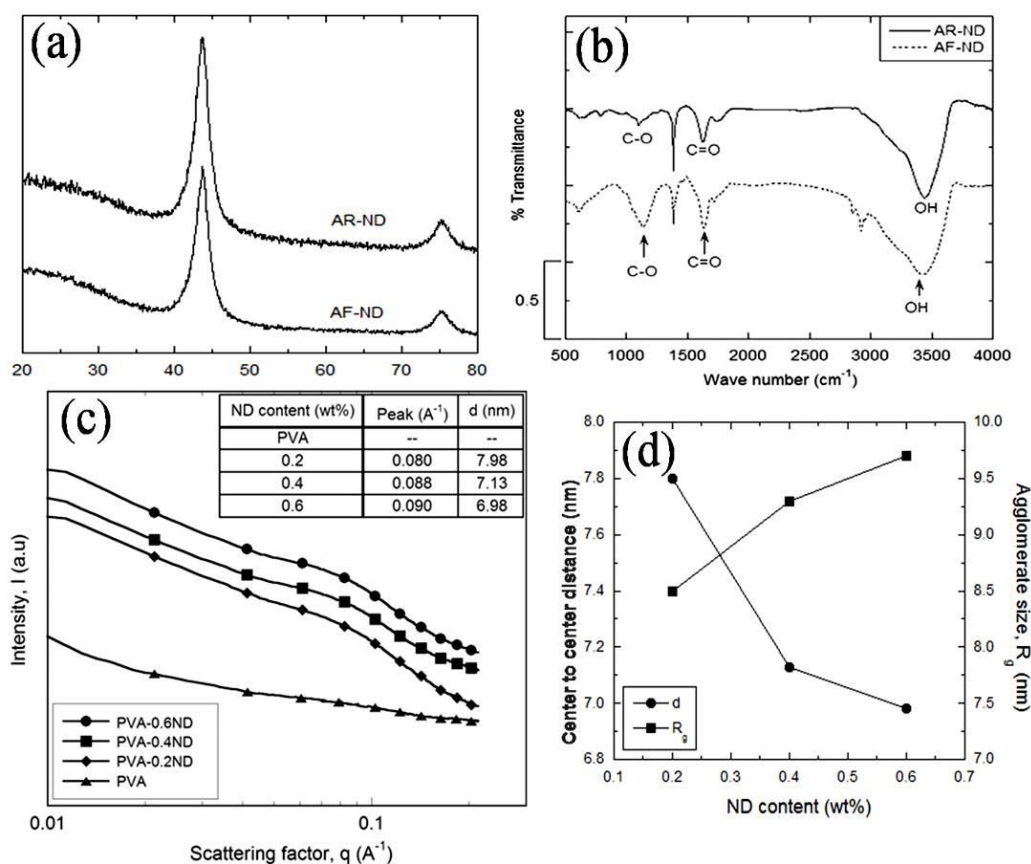 (a)
AR-ND
AF-ND
20 30 40 50 60 70 80
(b)
AR-ND
AF-ND
% Transmittance
C-O
C=O
OH
C-O
C=O
OH
0.5
500 1000 1500 2000 2500 3000 3500 4000
Wave number (cm-1)
(c)
ND content (wt%) Peak (A-1) d (nm)
PVA -- --
0.2 0.080 7.98
0.4 0.088 7.13
0.6 0.090 6.98
Intensity, I (a.u)
PVA-0.6ND
PVA-0.4ND
PVA-0.2ND
PVA
0.01 0.1
Scattering factor, q (A-1)
(d)
Center to center distance (nm)
8.0
7.8
7.6
7.4
7.2
7.0
6.8
d
Rg
10.0
9.5
9.0
8.5
8.0
7.5
7.0
Agglomerate size, Rg (nm)
0.1 0.2 0.3 0.4 0.5 0.6 0.7
ND content (wt%)